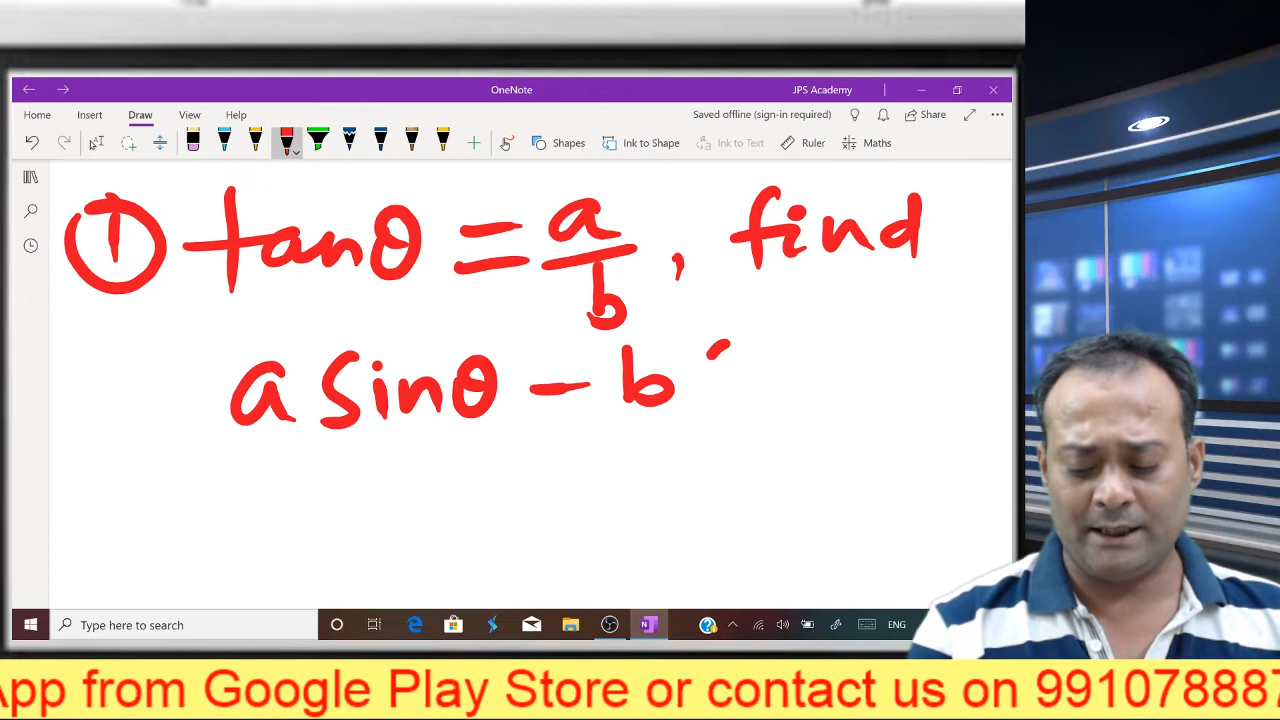 OneNote
JPS Academy
Home Insert Draw View Help
Saved offline (sign-in required)
Share
Shapes
Ink to Shape
Ink to Text
Ruler
Maths
① tanθ = a/b, find
a sinθ − b
Type here to search
ENG
App from Google Play Store or contact us on 991078887